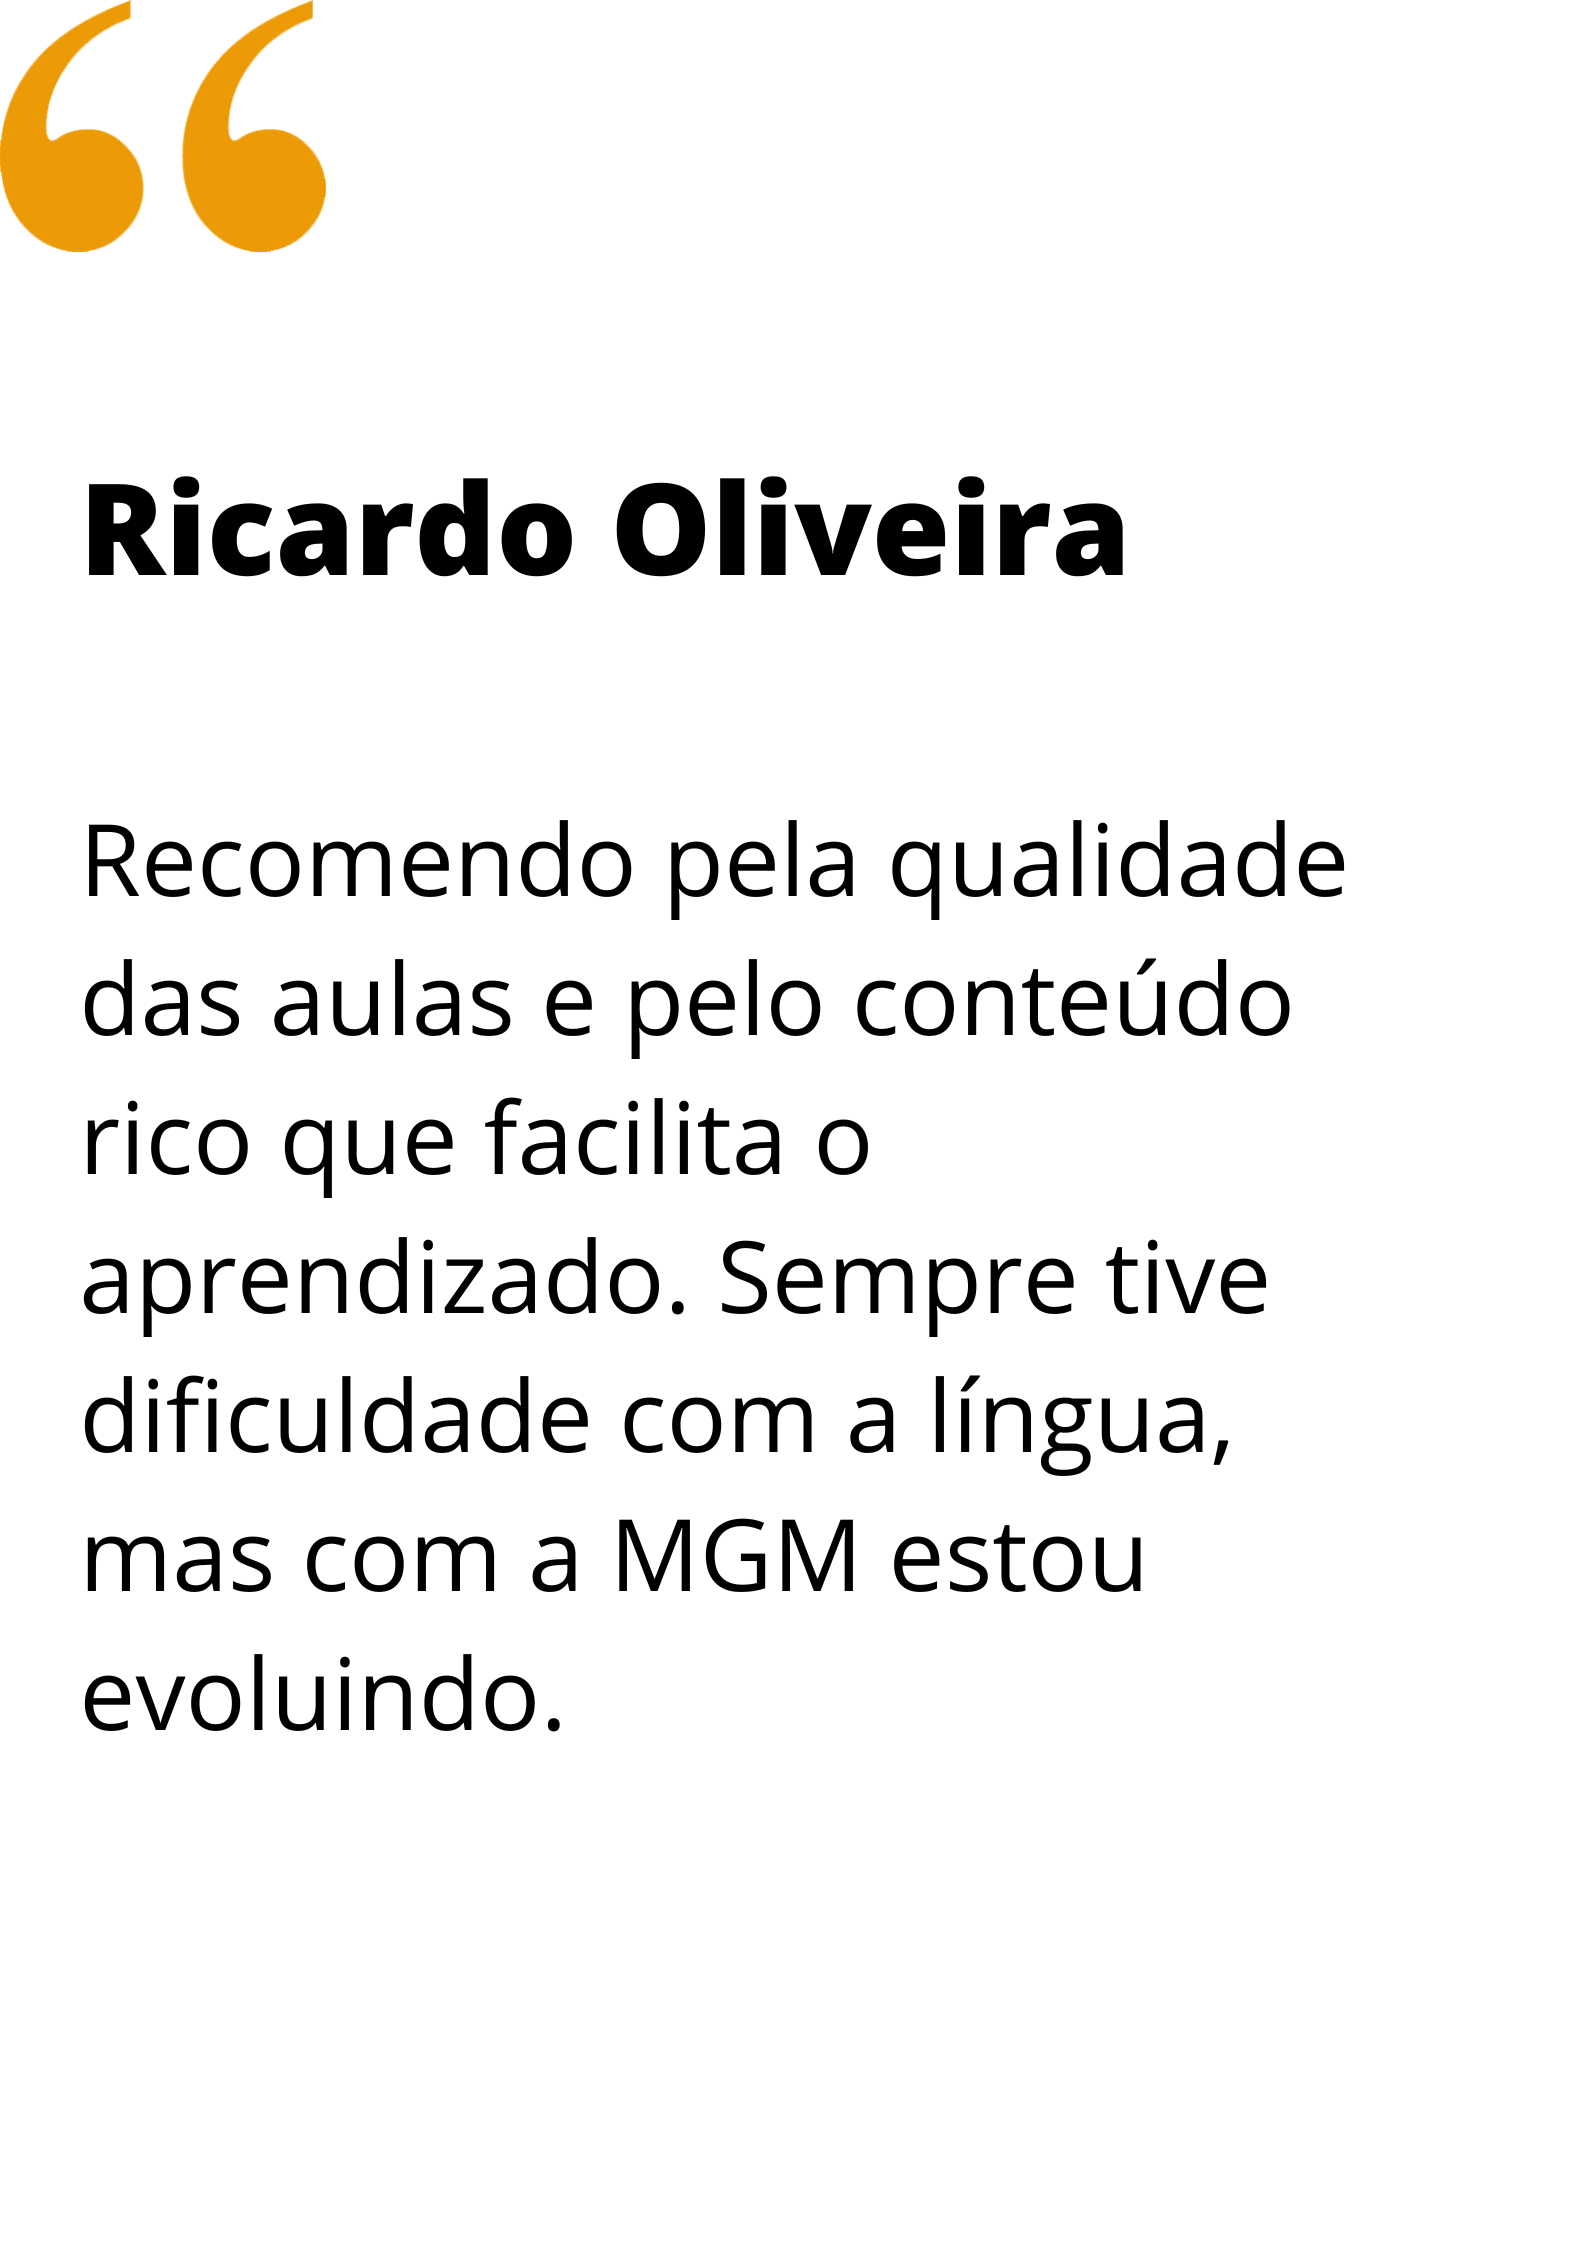 “
Ricardo Oliveira
Recomendo pela qualidade
das aulas e pelo conteúdo
rico que facilita o
aprendizado. Sempre tive
dificuldade com a língua,
mas com a MGM estou
evoluindo.